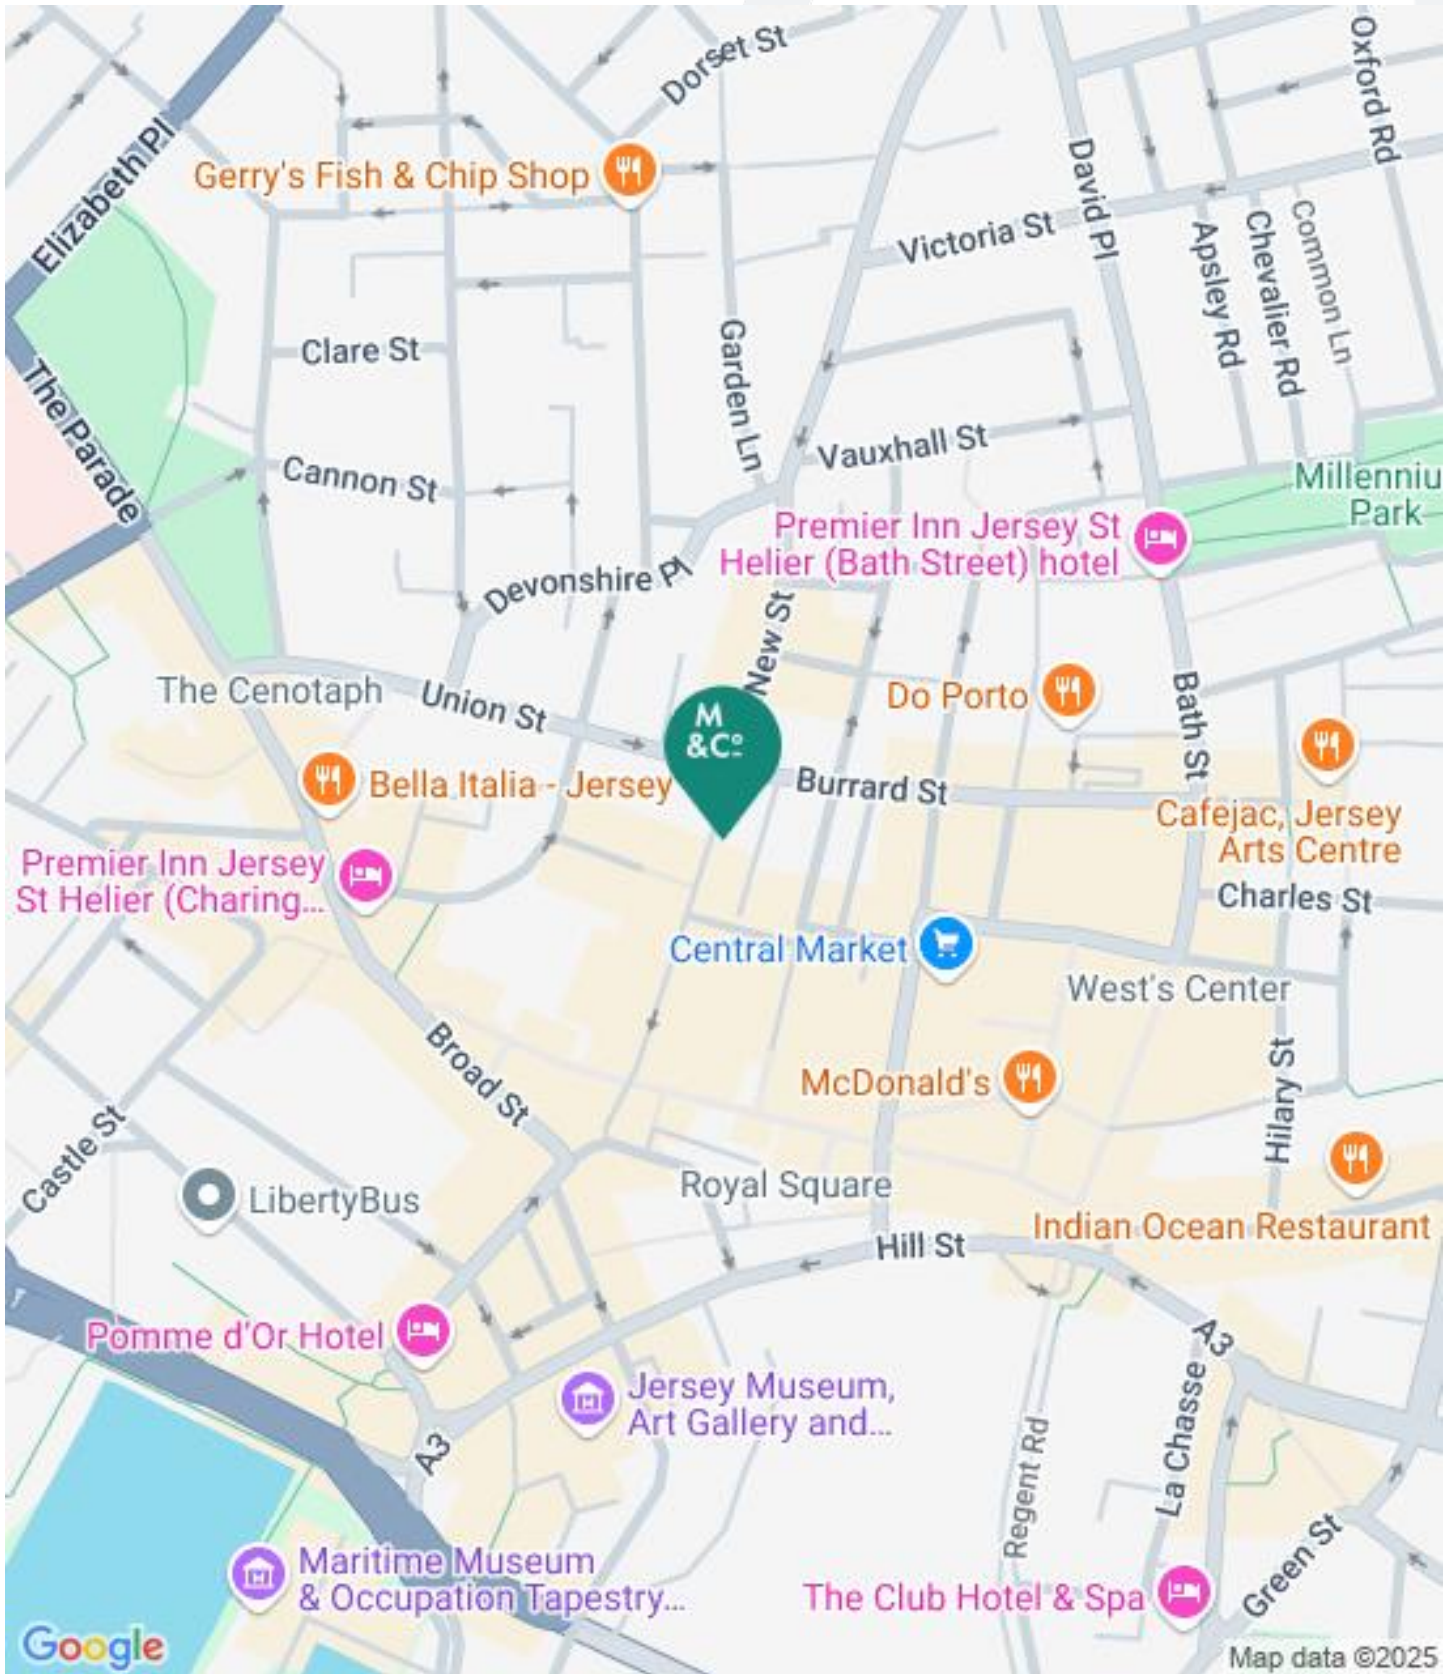 Dorset St
Oxford Rd
Elizabeth Pl
Gerry's Fish & Chip Shop
David Pl
Victoria St
Apsley Rd
Chevalier Rd
Common Ln
Clare St
Garden Ln
The Parade
Vauxhall St
Cannon St
Millenniu
Park
Premier Inn Jersey St
Helier (Bath Street) hotel
Devonshire Pl
New St
The Cenotaph
Union St
Do Porto
Bath St
M
&Co
Bella Italia - Jersey
Burrard St
Cafejac, Jersey
Arts Centre
Premier Inn Jersey
St Helier (Charing...
Charles St
Central Market
West's Center
Broad St
McDonald's
Hilary St
Castle St
LibertyBus
Royal Square
Hill St
Indian Ocean Restaurant
Pomme d'Or Hotel
A3
Jersey Museum,
Art Gallery and...
A3
La Chasse
Regent Rd
Maritime Museum
& Occupation Tapestry...
The Club Hotel & Spa
Green St
Google
Map data ©2025